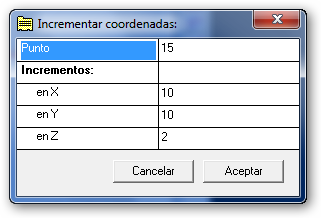 Incrementar coordenadas:
Punto 15
Incrementos:
en X 10
en Y 10
en Z 2
Cancelar Aceptar